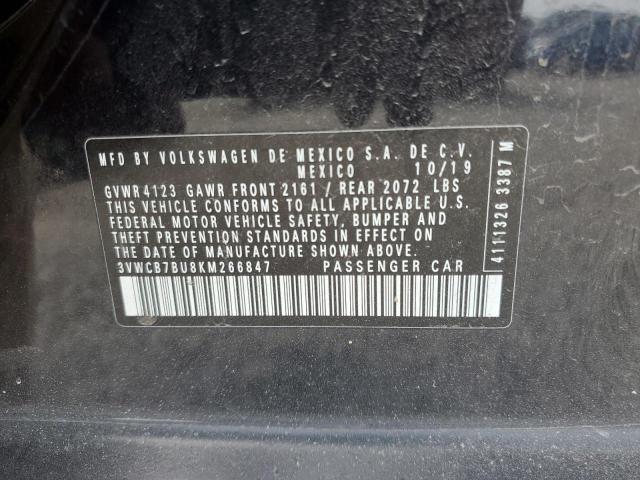 MFD BY VOLKSWAGEN DE MEXICO S.A. DE C.V.
MEXICO 10/19
GVWR 4123 GAWR FRONT 2161 / REAR 2072 LBS
THIS VEHICLE CONFORMS TO ALL APPLICABLE U.S.
FEDERAL MOTOR VEHICLE SAFETY, BUMPER AND
THEFT PREVENTION STANDARDS IN EFFECT ON
THE DATE OF MANUFACTURE SHOWN ABOVE.
3VWCB7BU8KM266847 PASSENGER CAR
4111326 3387 M